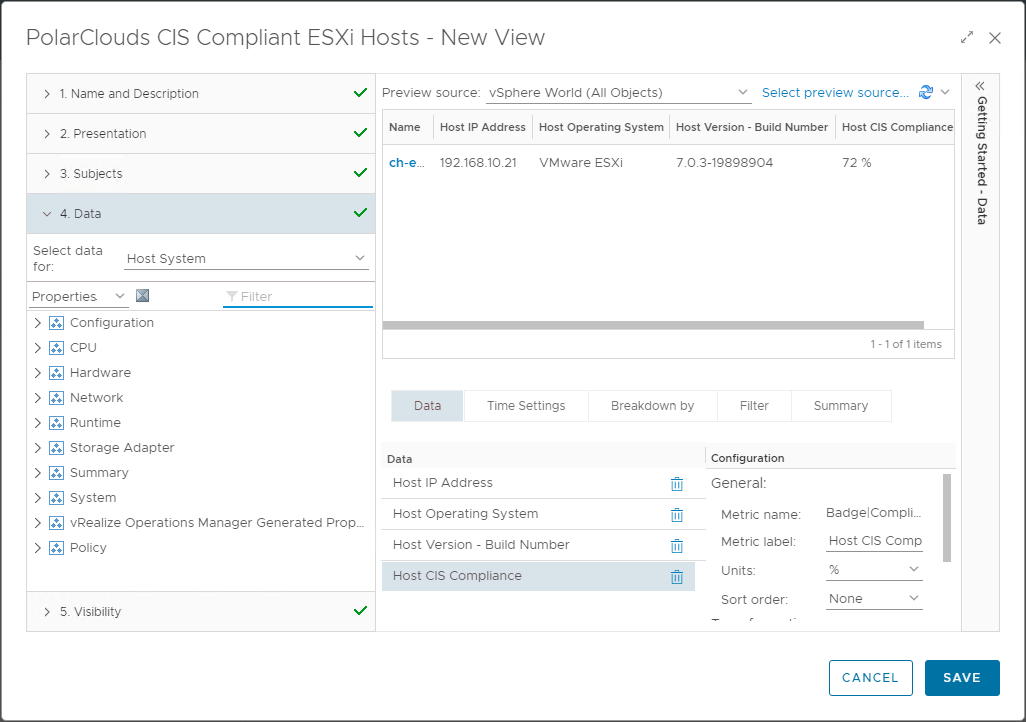 PolarClouds CIS Compliant ESXi Hosts - New View
1. Name and Description
2. Presentation
3. Subjects
4. Data
Select data for:
Host System
Properties
Filter
Configuration
CPU
Hardware
Network
Runtime
Storage Adapter
Summary
System
vRealize Operations Manager Generated Prop...
Policy
5. Visibility
Preview source: vSphere World (All Objects) Select preview source...
Name Host IP Address Host Operating System Host Version - Build Number Host CIS Compliance
ch-e... 192.168.10.21 VMware ESXi 7.0.3-19898904 72 %
1 - 1 of 1 items
Data Time Settings Breakdown by Filter Summary
Data
Host IP Address
Host Operating System
Host Version - Build Number
Host CIS Compliance
Configuration
General:
Metric name: Badge|Compli...
Metric label: Host CIS Comp
Units: %
Sort order: None
Getting Started - Data
CANCEL SAVE